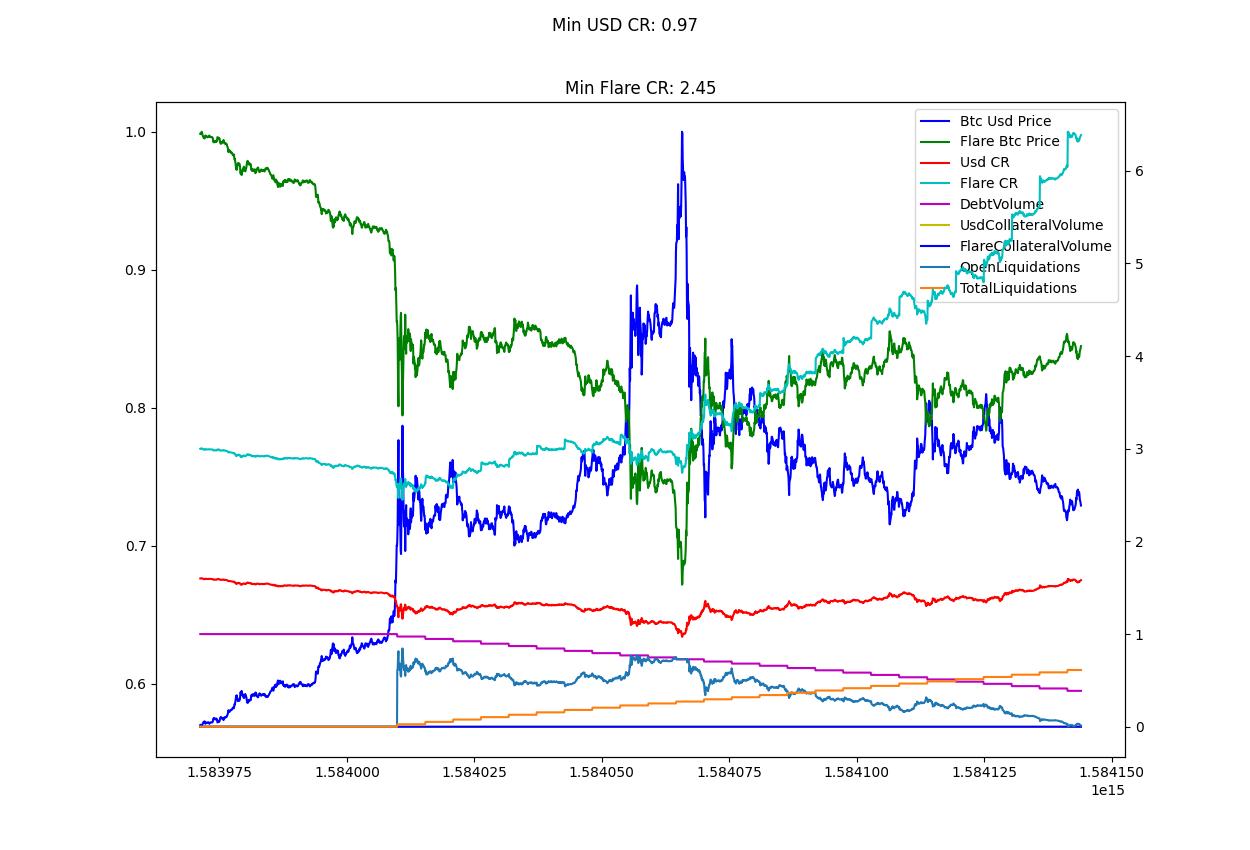 Min USD CR: 0.97
Min Flare CR: 2.45
Btc Usd Price
Flare Btc Price
Usd CR
Flare CR
DebtVolume
UsdCollateralVolume
FlareCollateralVolume
OpenLiquidations
TotalLiquidations
1.0
0.9
0.8
0.7
0.6
6
5
4
3
2
1
0
1.583975 1.584000 1.584025 1.584050 1.584075 1.584100 1.584125 1.584150
1e15